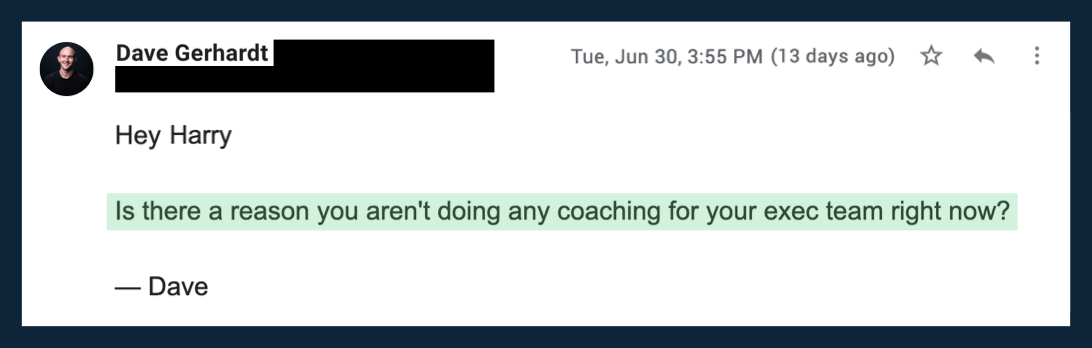 Dave Gerhardt
Tue, Jun 30, 3:55 PM (13 days ago)
Hey Harry
Is there a reason you aren't doing any coaching for your exec team right now?
— Dave